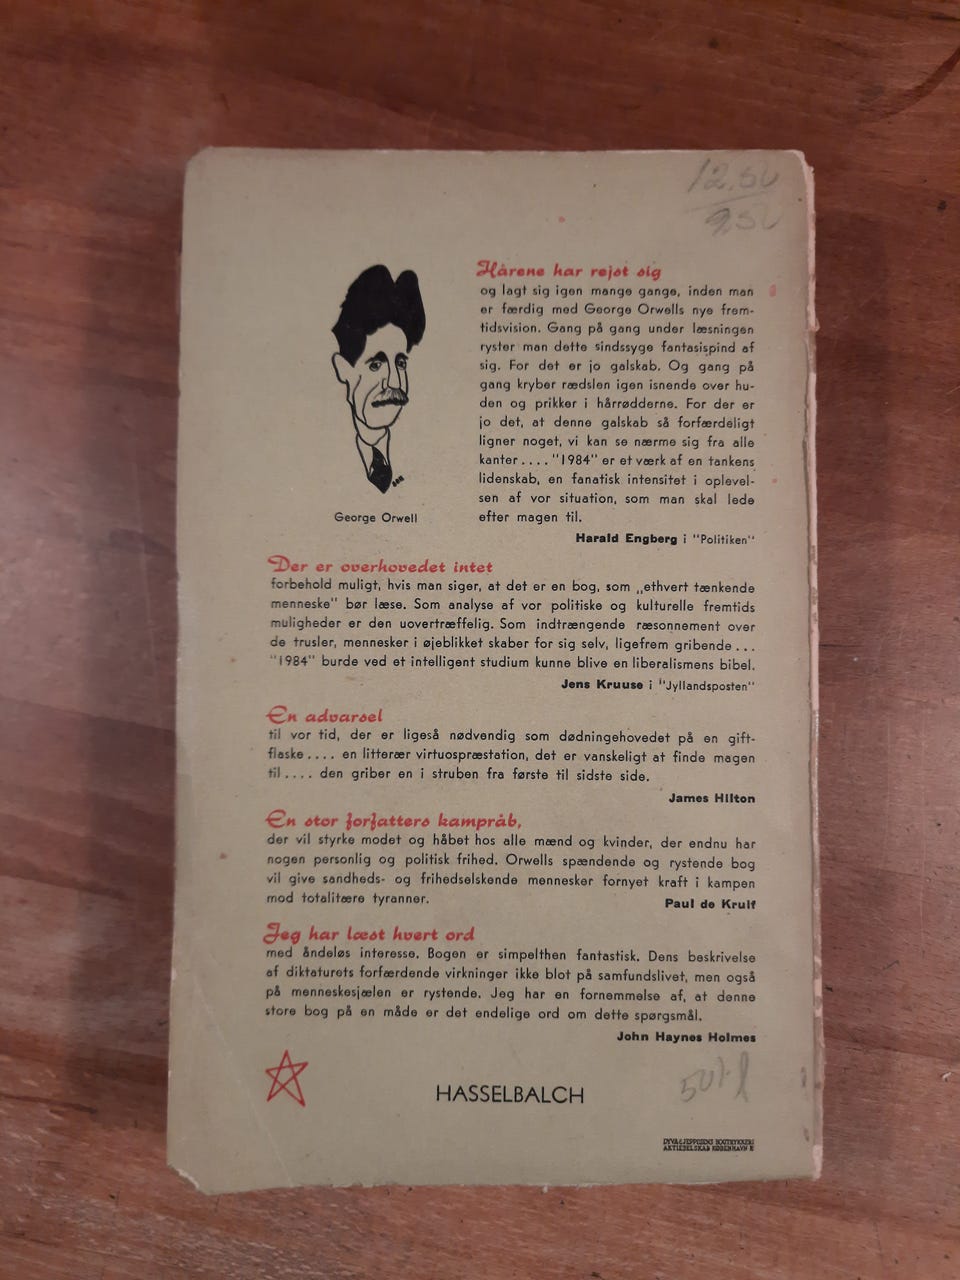 12.50
9.50
Hårene har rejst sig
og lagt sig igen mange gange, inden man
er færdig med George Orwells nye frem-
tidsvision. Gang på gang under læsningen
ryster man dette sindssyge fantasispind af
sig. For det er jo galskab. Og gang på
gang kryber rædslen igen isnende over hu-
den og prikker i hårrødderne. For der er
jo det, at denne galskab så forfærdeligt
ligner noget, vi kan se nærme sig fra alle
kanter.... "1984" er et værk af en tankens
lidenskab, en fanatisk intensitet i oplevel-
sen af vor situation, som man skal lede
efter magen til.
Harald Engberg i "Politiken"
George Orwell
Der er overhovedet intet
forbehold muligt, hvis man siger, at det er en bog, som „ethvert tænkende
menneske" bør læse. Som analyse af vor politiske og kulturelle fremtids
muligheder er den uovertræffelig. Som indtrængende ræsonnement over
de trusler, mennesker i øjeblikket skaber for sig selv, ligefrem gribende...
"1984" burde ved et intelligent studium kunne blive en liberalismens bibel.
Jens Kruuse i "Jyllandsposten"
En advarsel
til vor tid, der er ligeså nødvendig som dødningehovedet på en gift-
flaske.... en litterær virtuospræstation, det er vanskeligt at finde magen
til.... den griber en i struben fra første til sidste side.
James Hilton
En stor forfatters kampråb,
der vil styrke modet og håbet hos alle mænd og kvinder, der endnu har
nogen personlig og politisk frihed. Orwells spændende og rystende bog
vil give sandheds- og frihedselskende mennesker fornyet kraft i kampen
mod totalitære tyranner.
Paul de Kruif
Jeg har læst hvert ord
med åndeløs interesse. Bogen er simpelthen fantastisk. Dens beskrivelse
af diktaturets forfærdende virkninger ikke blot på samfundslivet, men også
på menneskesjælen er rystende. Jeg har en fornemmelse af, at denne
store bog på en måde er det endelige ord om dette spørgsmål.
John Haynes Holmes
HASSELBALCH
DYVA & JEPPESENS BOGTRYKKERI
AKTIESELSKAB KØBENHAVN K